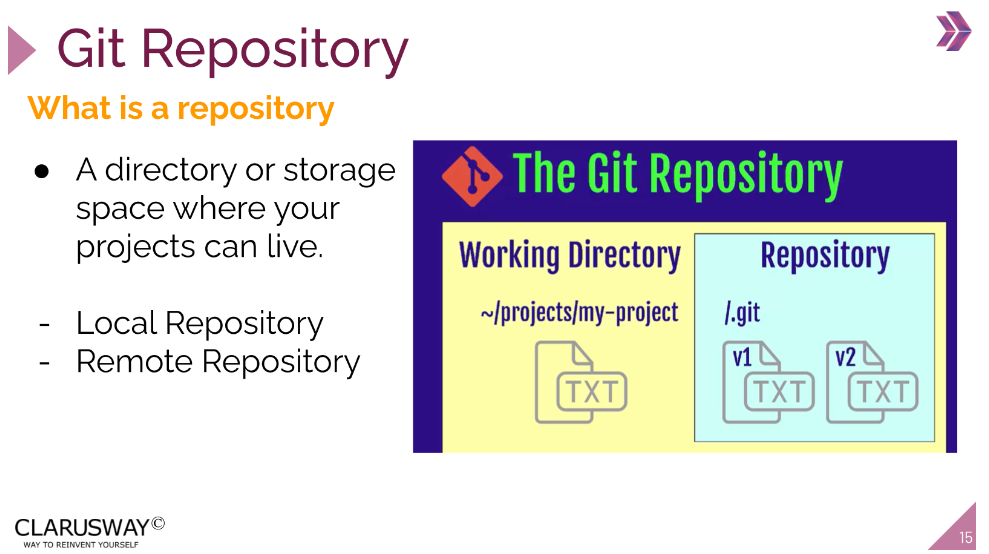 Git Repository
What is a repository
● A directory or storage
space where your
projects can live.
- Local Repository
- Remote Repository
The Git Repository
Working Directory
~/projects/my-project
TXT
Repository
/.git
v1
TXT
v2
TXT
CLARUSWAY©
WAY TO REINVENT YOURSELF
15